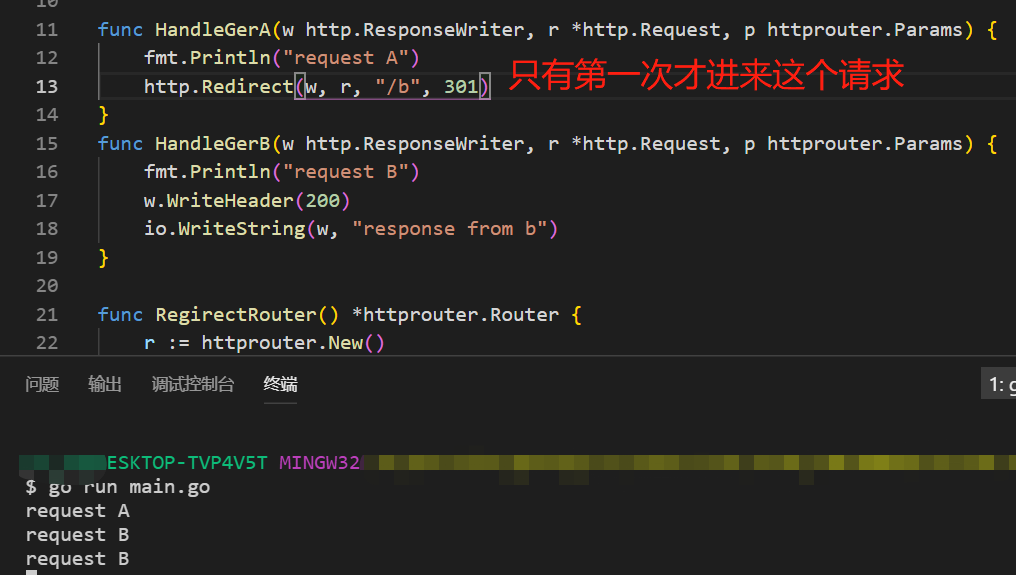 10
11 func HandleGerA(w http.ResponseWriter, r *http.Request, p httprouter.Params) {
12 fmt.Println("request A")
13 http.Redirect(w, r, "/b", 301) 只有第一次才进来这个请求
14 }
15 func HandleGerB(w http.ResponseWriter, r *http.Request, p httprouter.Params) {
16 fmt.Println("request B")
17 w.WriteHeader(200)
18 io.WriteString(w, "response from b")
19 }
20
21 func RegirectRouter() *httprouter.Router {
22 r := httprouter.New()
问题 输出 调试控制台 终端 1: g
ESKTOP-TVP4V5T MINGW32
$ go run main.go
request A
request B
request B